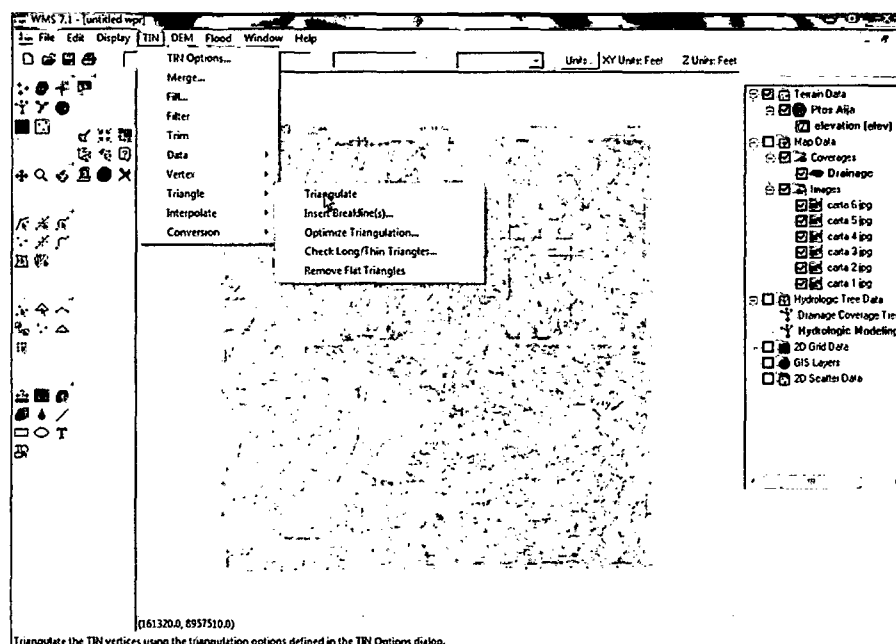 WMS 7.1 - [untitled wpr]
File Edit Display TIN DEM Flood Window Help
Units... XY Units: Feet Z Units: Feet
TIN Options...
Merge...
Fill...
Filter
Trim
Data
Vertex
Triangle
Interpolate
Conversion
Triangulate
Insert Breakline(s)...
Optimize Triangulation...
Check Long/Thin Triangles...
Remove Flat Triangles
Terrain Data
Ptos Aija
elevation [elev]
Map Data
Coverages
Drainage
Images
carta 6 jpg
carta 5 jpg
carta 4 jpg
carta 3 jpg
carta 2 jpg
carta 1 jpg
Hydrologic Tree Data
Drainage Coverage Tre
Hydrologic Modeling
2D Grid Data
GIS Layers
2D Scatter Data
T
(161320.0, 8957510.0)
Triangulate the TIN vertices using the triangulation options defined in the TIN Options dialog.